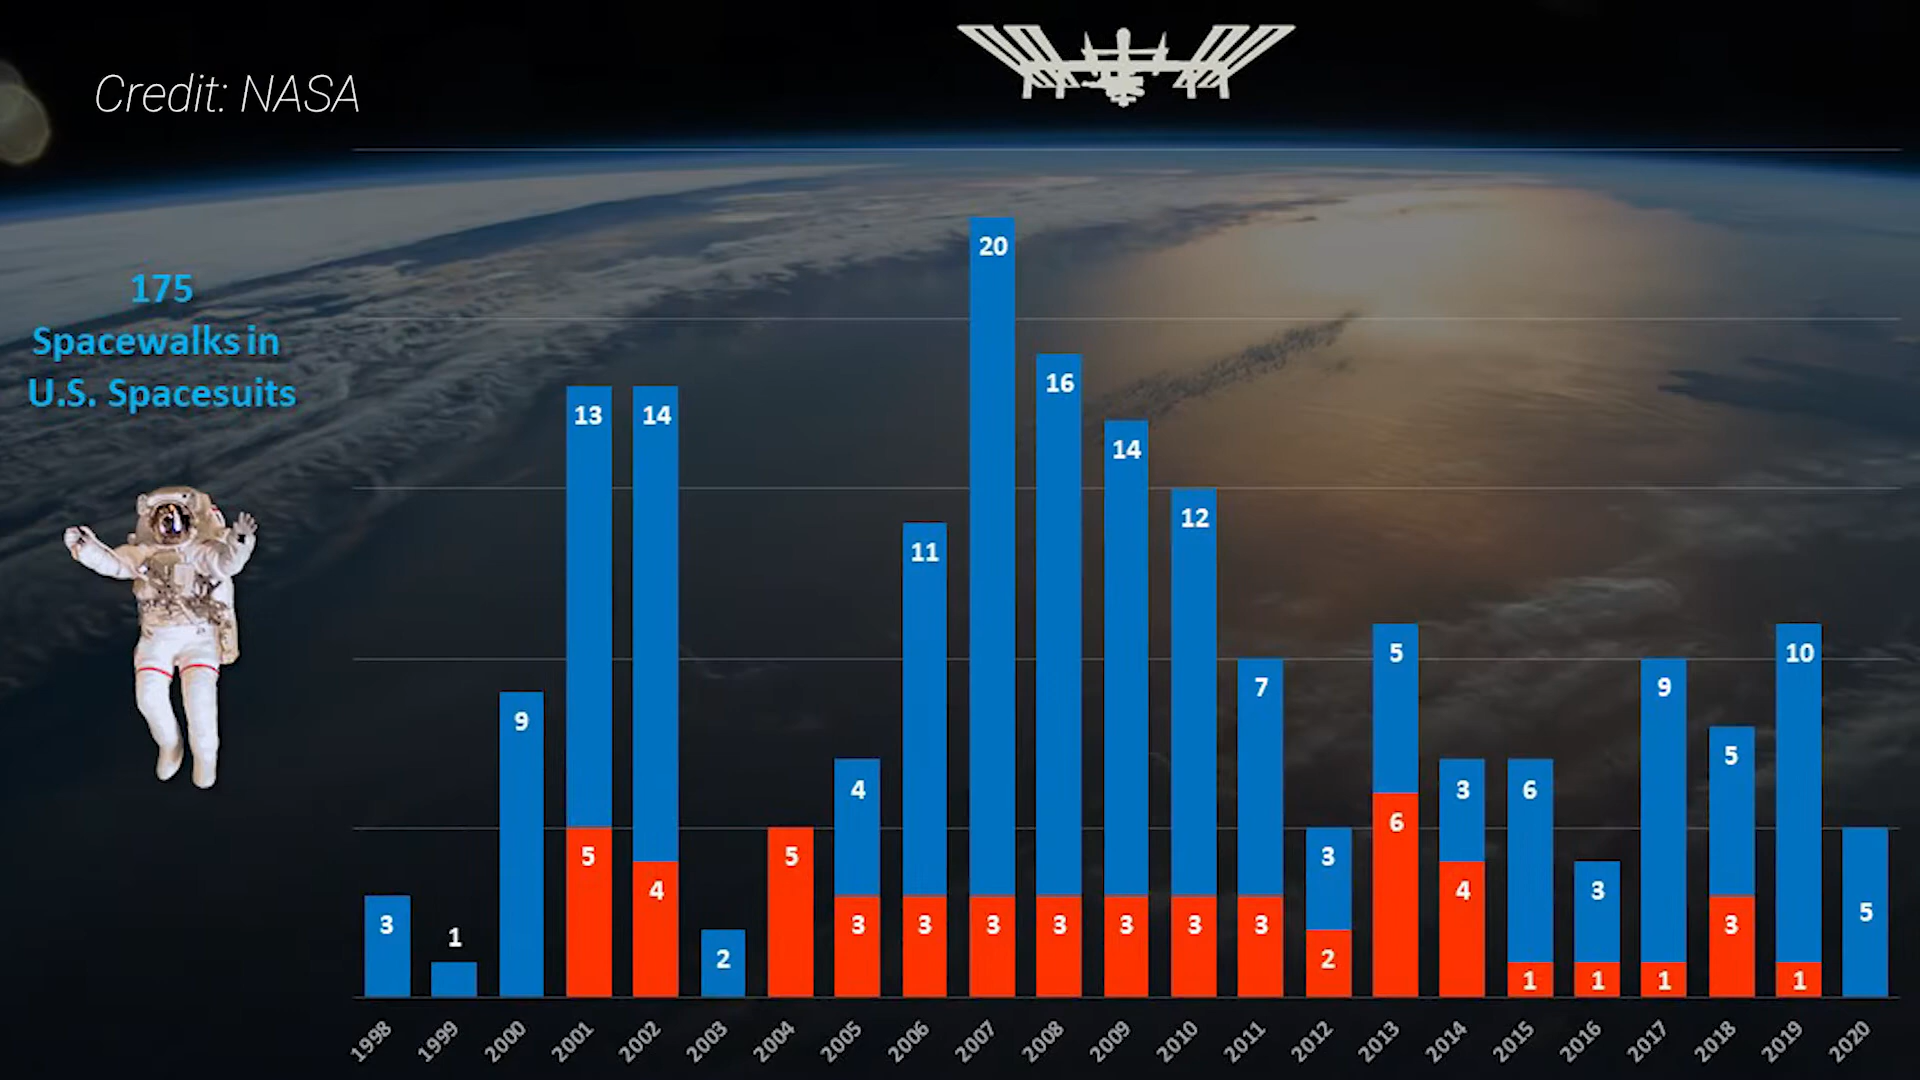 Credit: NASA
175
Spacewalks in
U.S. Spacesuits
20
16
13 14
14
12
11
5 10
7 9
9
5
4 3 6
6
5 5 3
4 4 3
5
3 3 3 3 3 3 3 3 3
1
2 2
1 1 1 1
1998 1999 2000 2001 2002 2003 2004 2005 2006 2007 2008 2009 2010 2011 2012 2013 2014 2015 2016 2017 2018 2019 2020